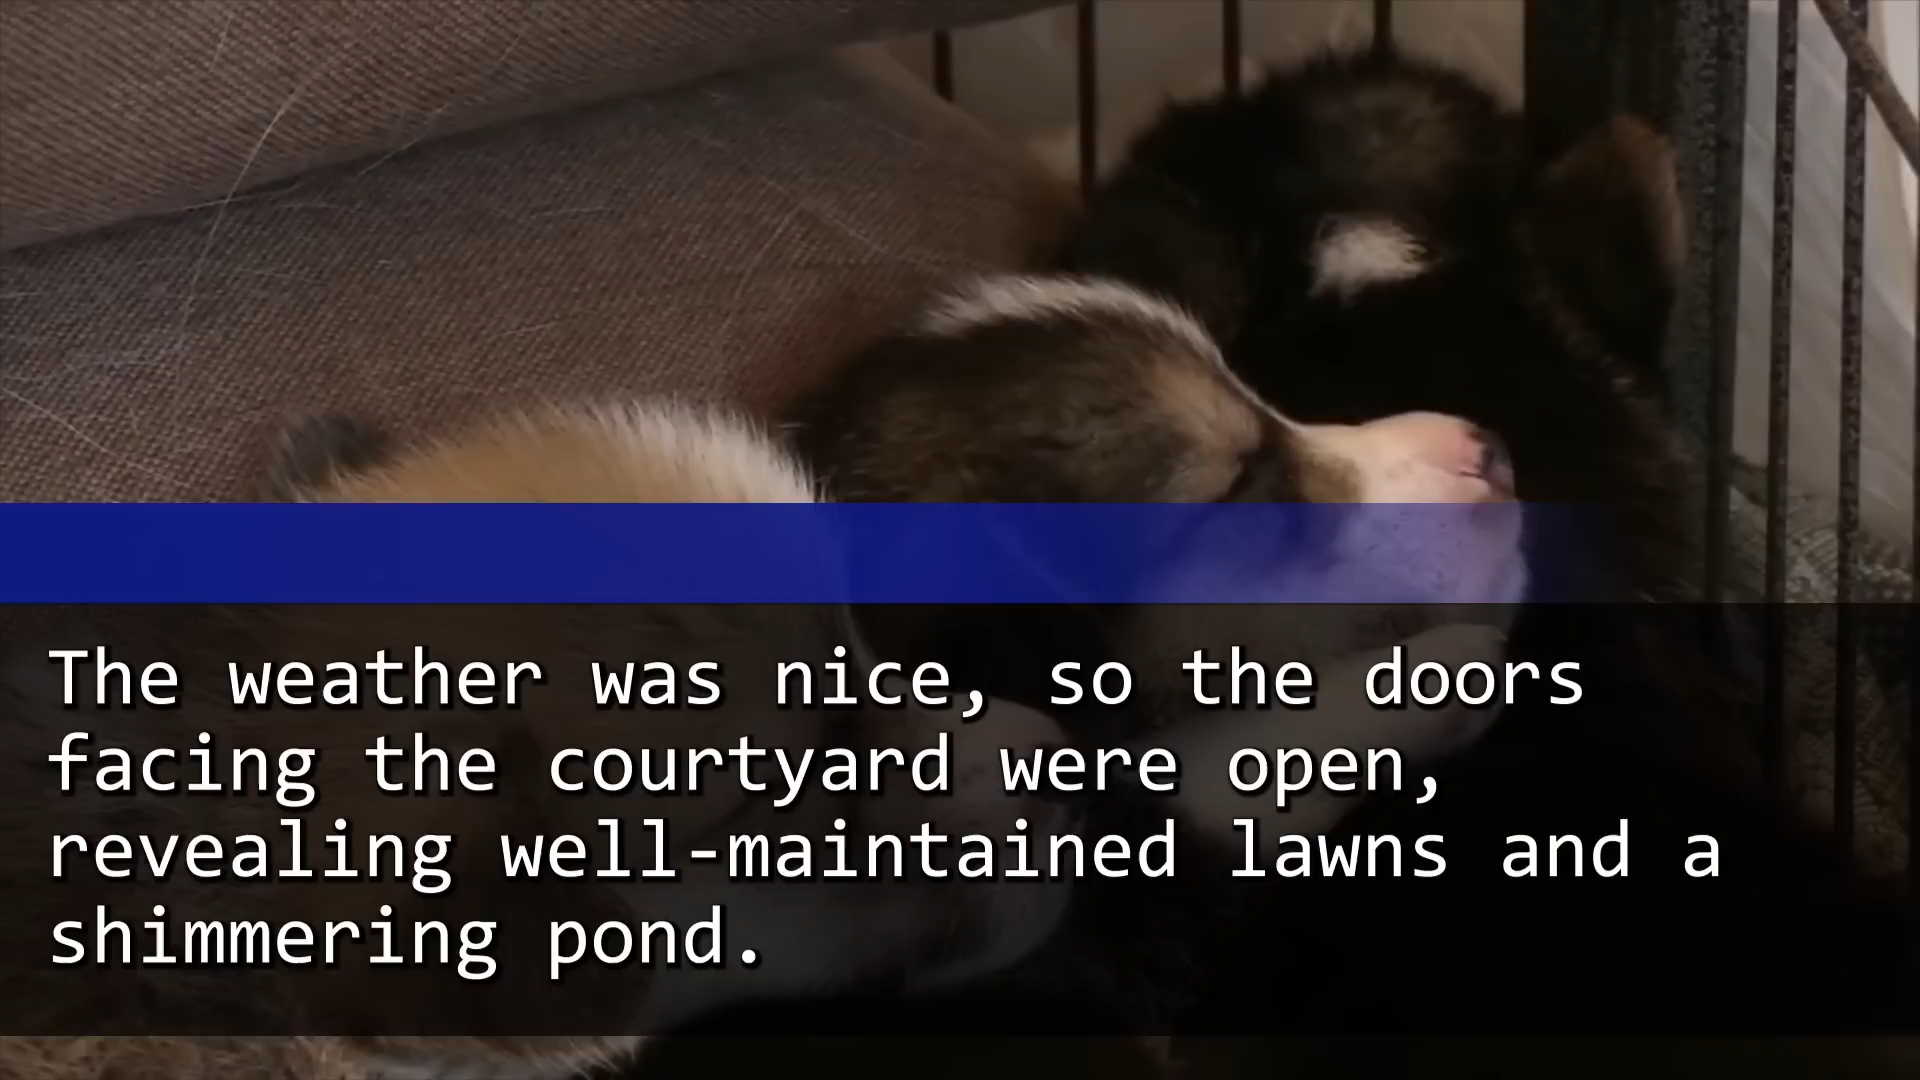 The weather was nice, so the doors
facing the courtyard were open,
revealing well-maintained lawns and a
shimmering pond.